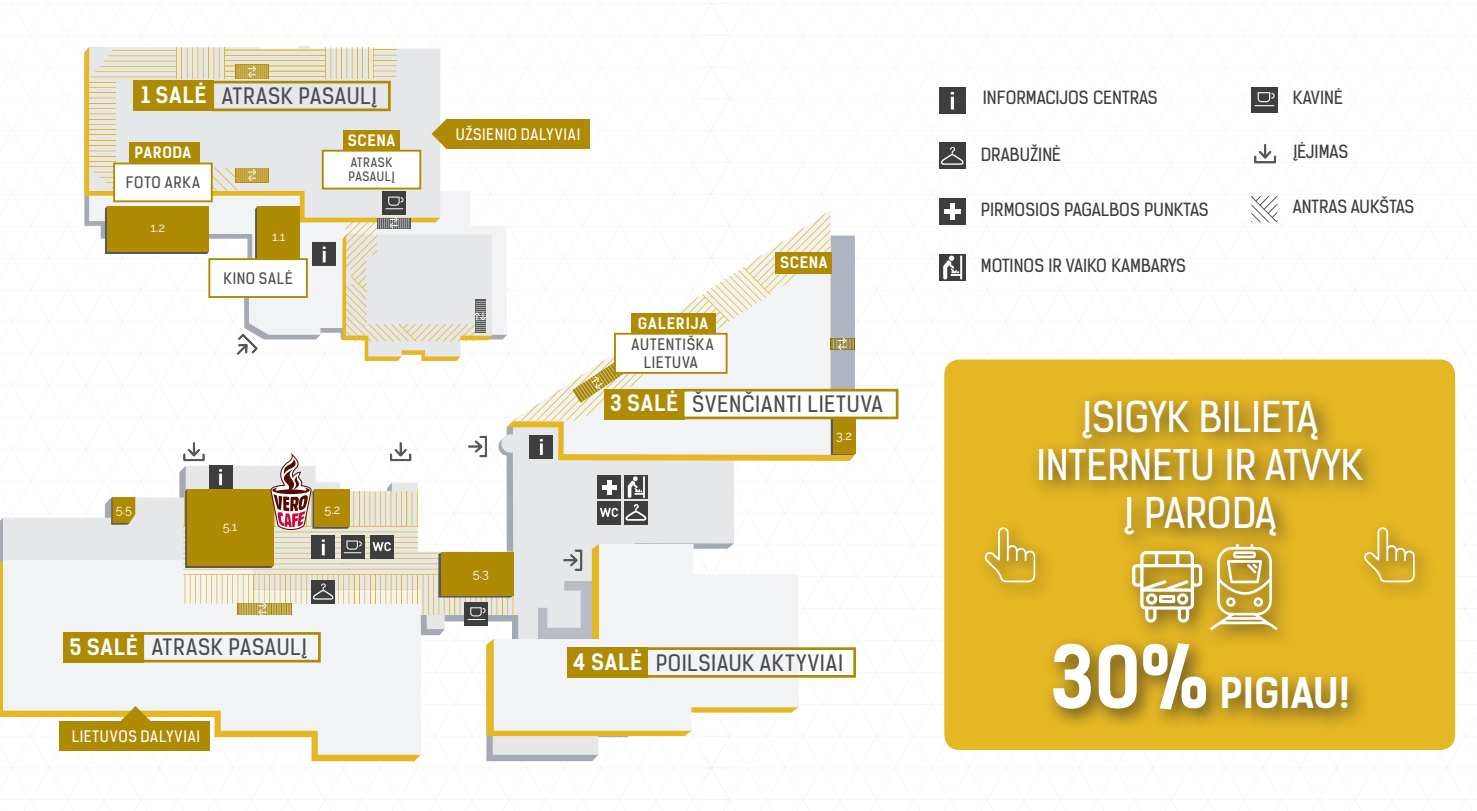 1 SALĖ ATRASK PASAULĮ
UŽSIENIO DALYVIAI
PARODA
FOTO ARKA
SCENA
ATRASK
PASAULĮ
1.2
1.1
KINO SALĖ
i
SCENA
GALERIJA
AUTENTIŠKA
LIETUVA
3 SALĖ ŠVENČIANTI LIETUVA
3.2
i
WC
i
VERO
CAFE
5.5
5.1
5.2
i
WC
5.3
5 SALĖ ATRASK PASAULĮ
4 SALĖ POILSIAUK AKTYVIAI
LIETUVOS DALYVIAI
i INFORMACIJOS CENTRAS
DRABUŽINĖ
PIRMOSIOS PAGALBOS PUNKTAS
MOTINOS IR VAIKO KAMBARYS
KAVINĖ
ĮĖJIMAS
ANTRAS AUKŠTAS
ĮSIGYK BILIETĄ
INTERNETU IR ATVYK
Į PARODĄ
30% PIGIAU!